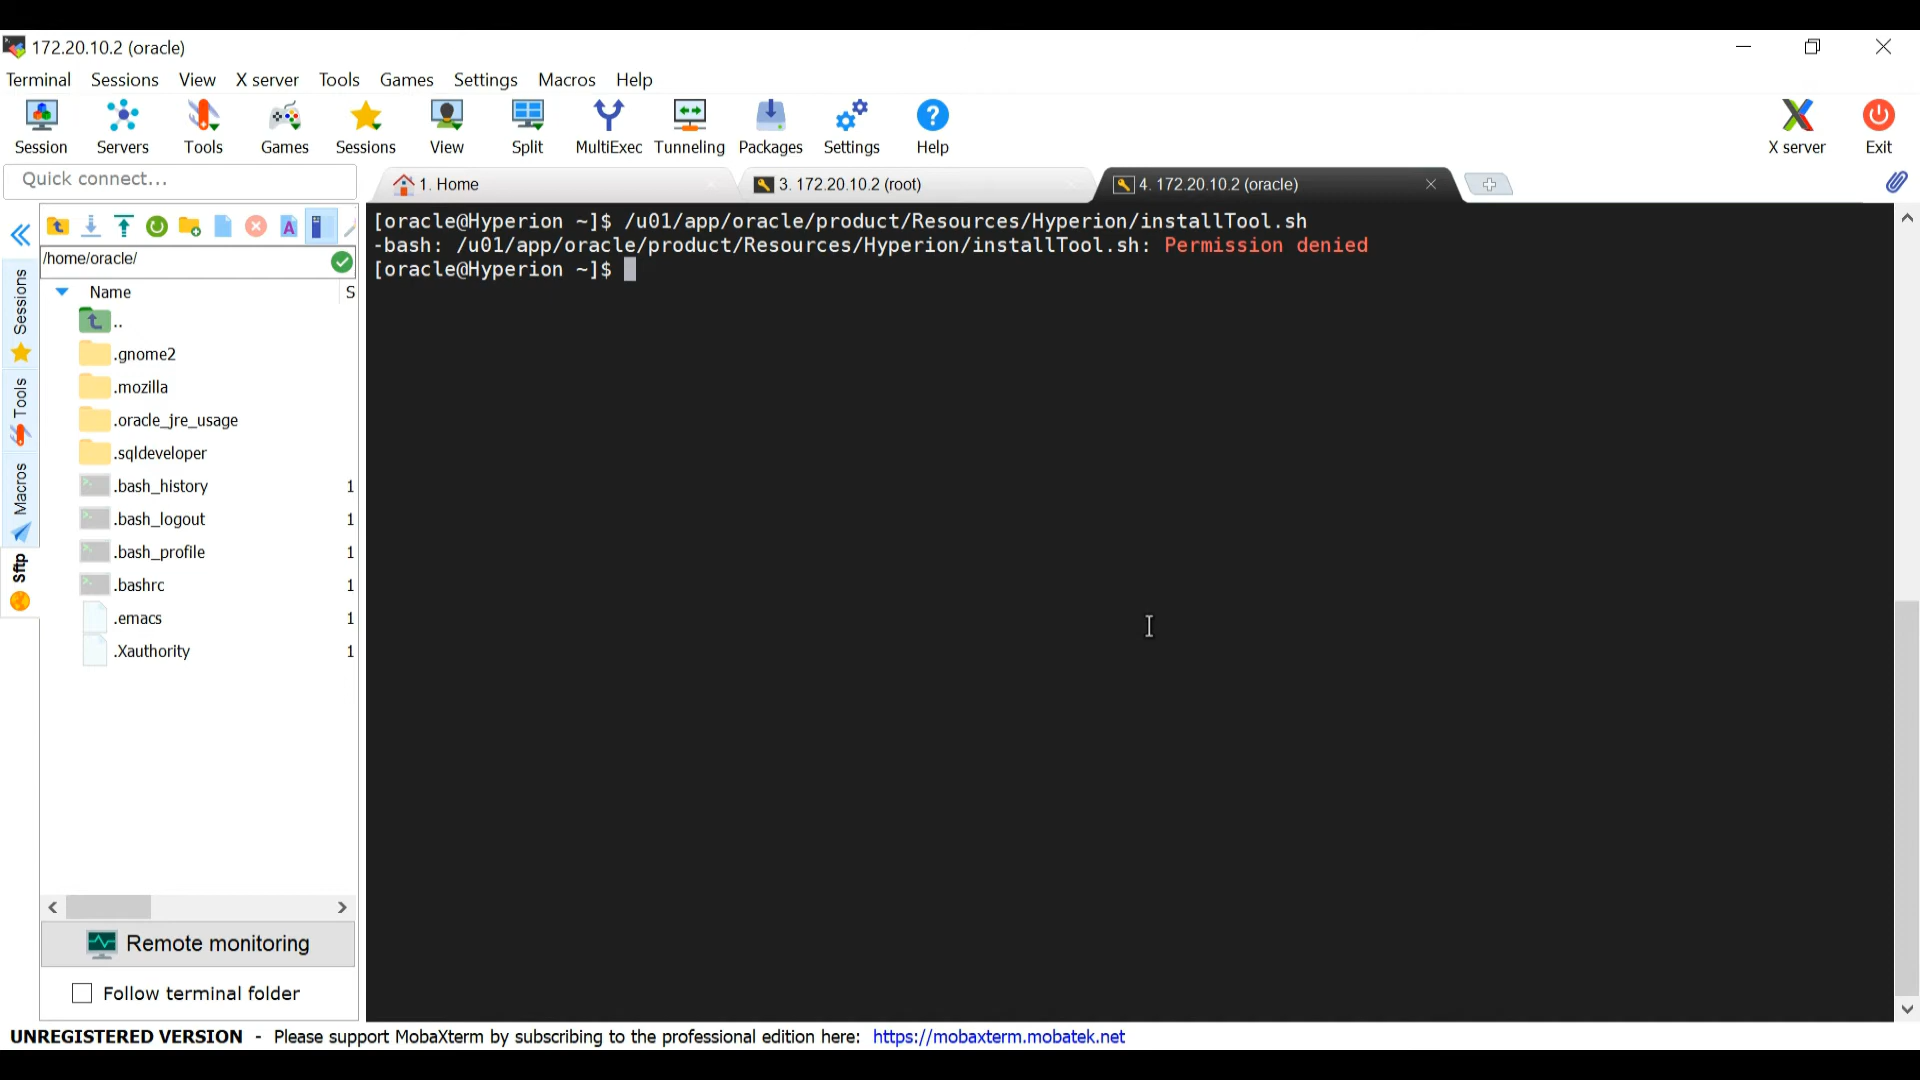 172.20.10.2 (oracle)
Terminal Sessions View X server Tools Games Settings Macros Help
Session Servers Tools Games Sessions View Split MultiExec Tunneling Packages Settings Help X server Exit
Quick connect...
1. Home
3. 172.20.10.2 (root)
4. 172.20.10.2 (oracle)
/home/oracle/
Name S
..
.gnome2
.mozilla
.oracle_jre_usage
.sqldeveloper
.bash_history 1
.bash_logout 1
.bash_profile 1
.bashrc 1
.emacs 1
.Xauthority 1
Sessions
Tools
Macros
Sftp
Remote monitoring
Follow terminal folder
[oracle@Hyperion ~]$ /u01/app/oracle/product/Resources/Hyperion/installTool.sh
-bash: /u01/app/oracle/product/Resources/Hyperion/installTool.sh: Permission denied
[oracle@Hyperion ~]$
UNREGISTERED VERSION - Please support MobaXterm by subscribing to the professional edition here: https://mobaxterm.mobatek.net